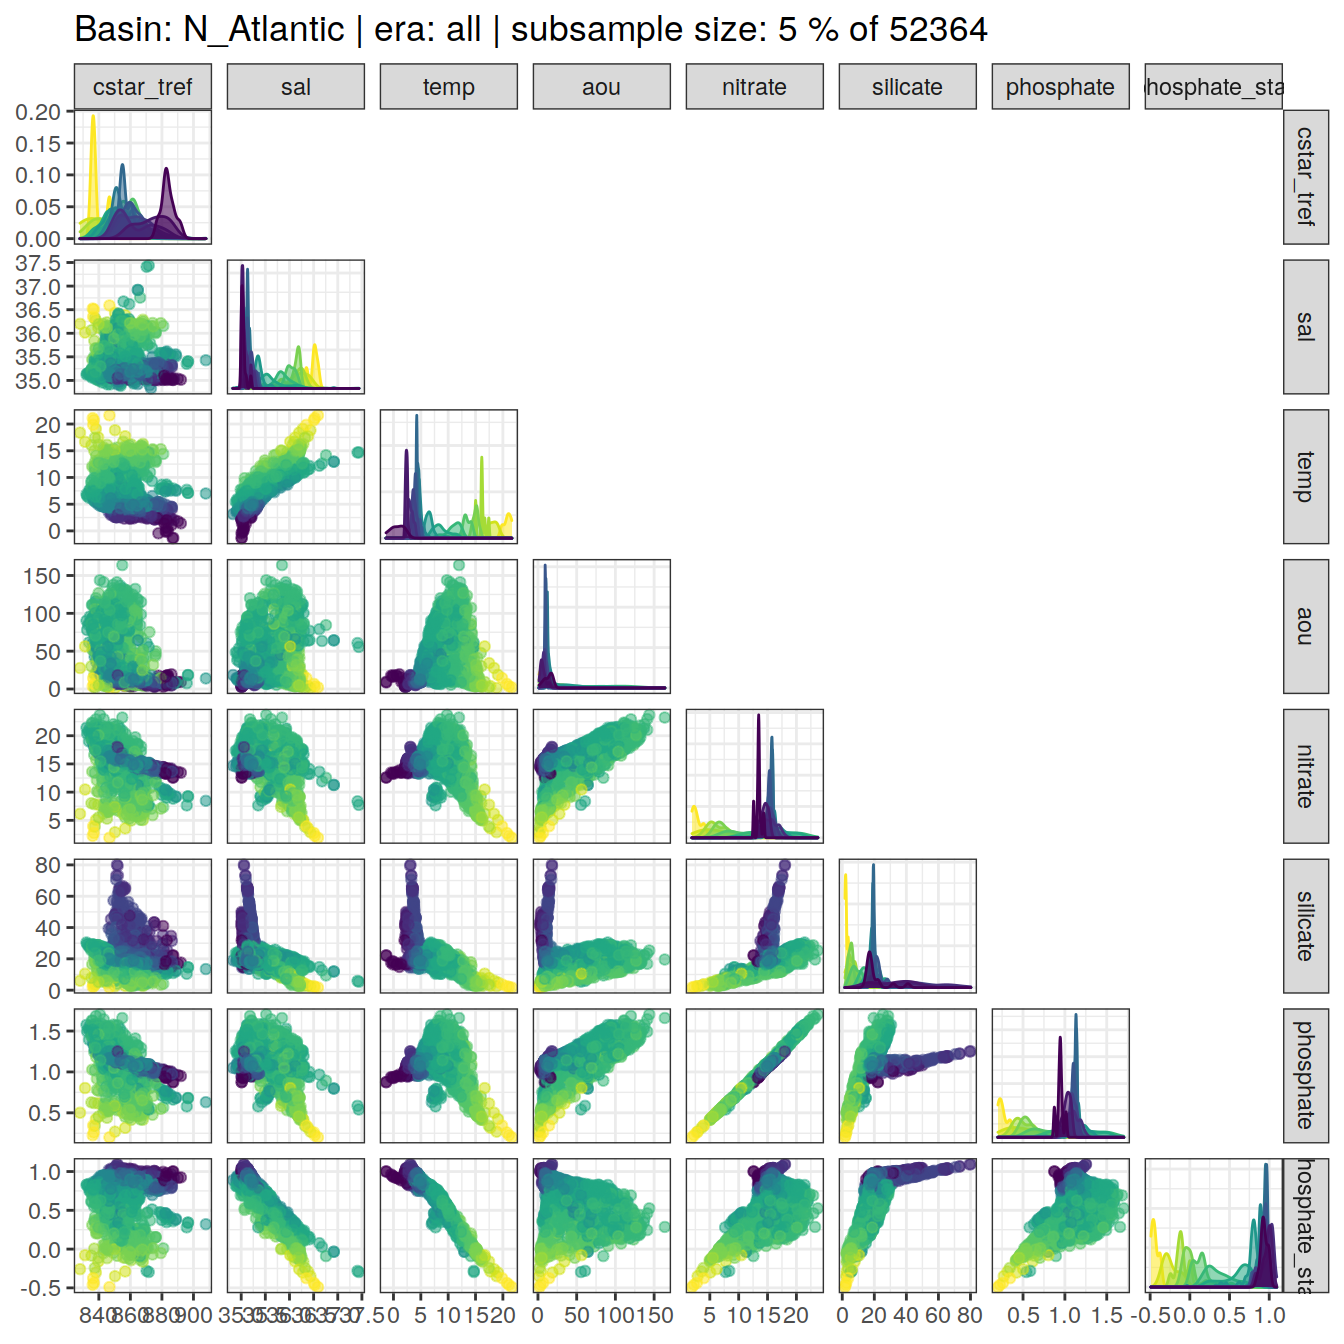 Basin: N_Atlantic | era: all | subsample size: 5 % of 52364
cstar_tref sal temp aou nitrate silicate phosphate hosphate_sta
0.20
0.15
0.10
0.05
0.00
cstar_tref
37.5
37.0
36.5
36.0
35.5
35.0
sal
20
15
10
5
0
temp
150
100
50
0
aou
20
15
10
5
nitrate
80
60
40
20
0
silicate
1.5
1.0
0.5
phosphate
1.0
0.5
0.0
-0.5
hosphate_sta
840 860 880 900
0 5 10 15 20
0 50 100 150
5 10 15 20
0 20 40 60 80
0.5 1.0 1.5
-0.5 0.0 0.5 1.0